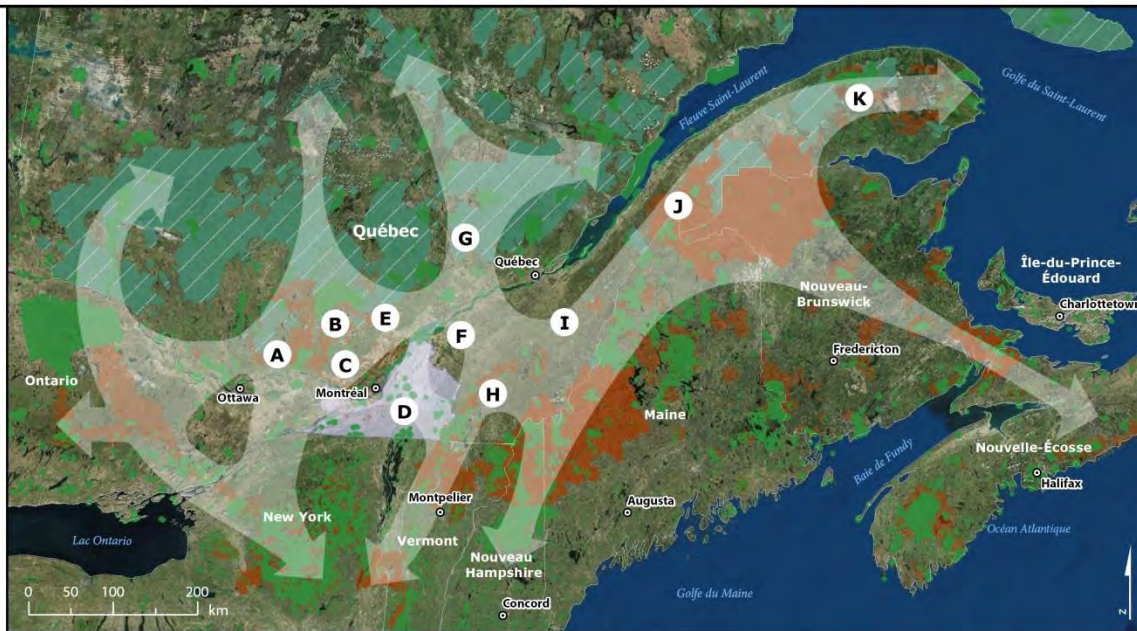 K
Fleuve Saint-Laurent
Golfe du Saint-Laurent
J
Québec
G
Québec
Île-du-Prince-
Édouard
Charlottetown
Nouveau-
Brunswick
B
E
F
I
A
C
Fredericton
Ontario
Ottawa
Montréal
D
H
Maine
Baie de Fundy
Nouvelle-Écosse
Halifax
Montpelier
Augusta
New York
Vermont
Océan Atlantique
Lac Ontario
Nouveau
Hampshire
Golfe du Maine
Concord
0 50 100 200
km
N